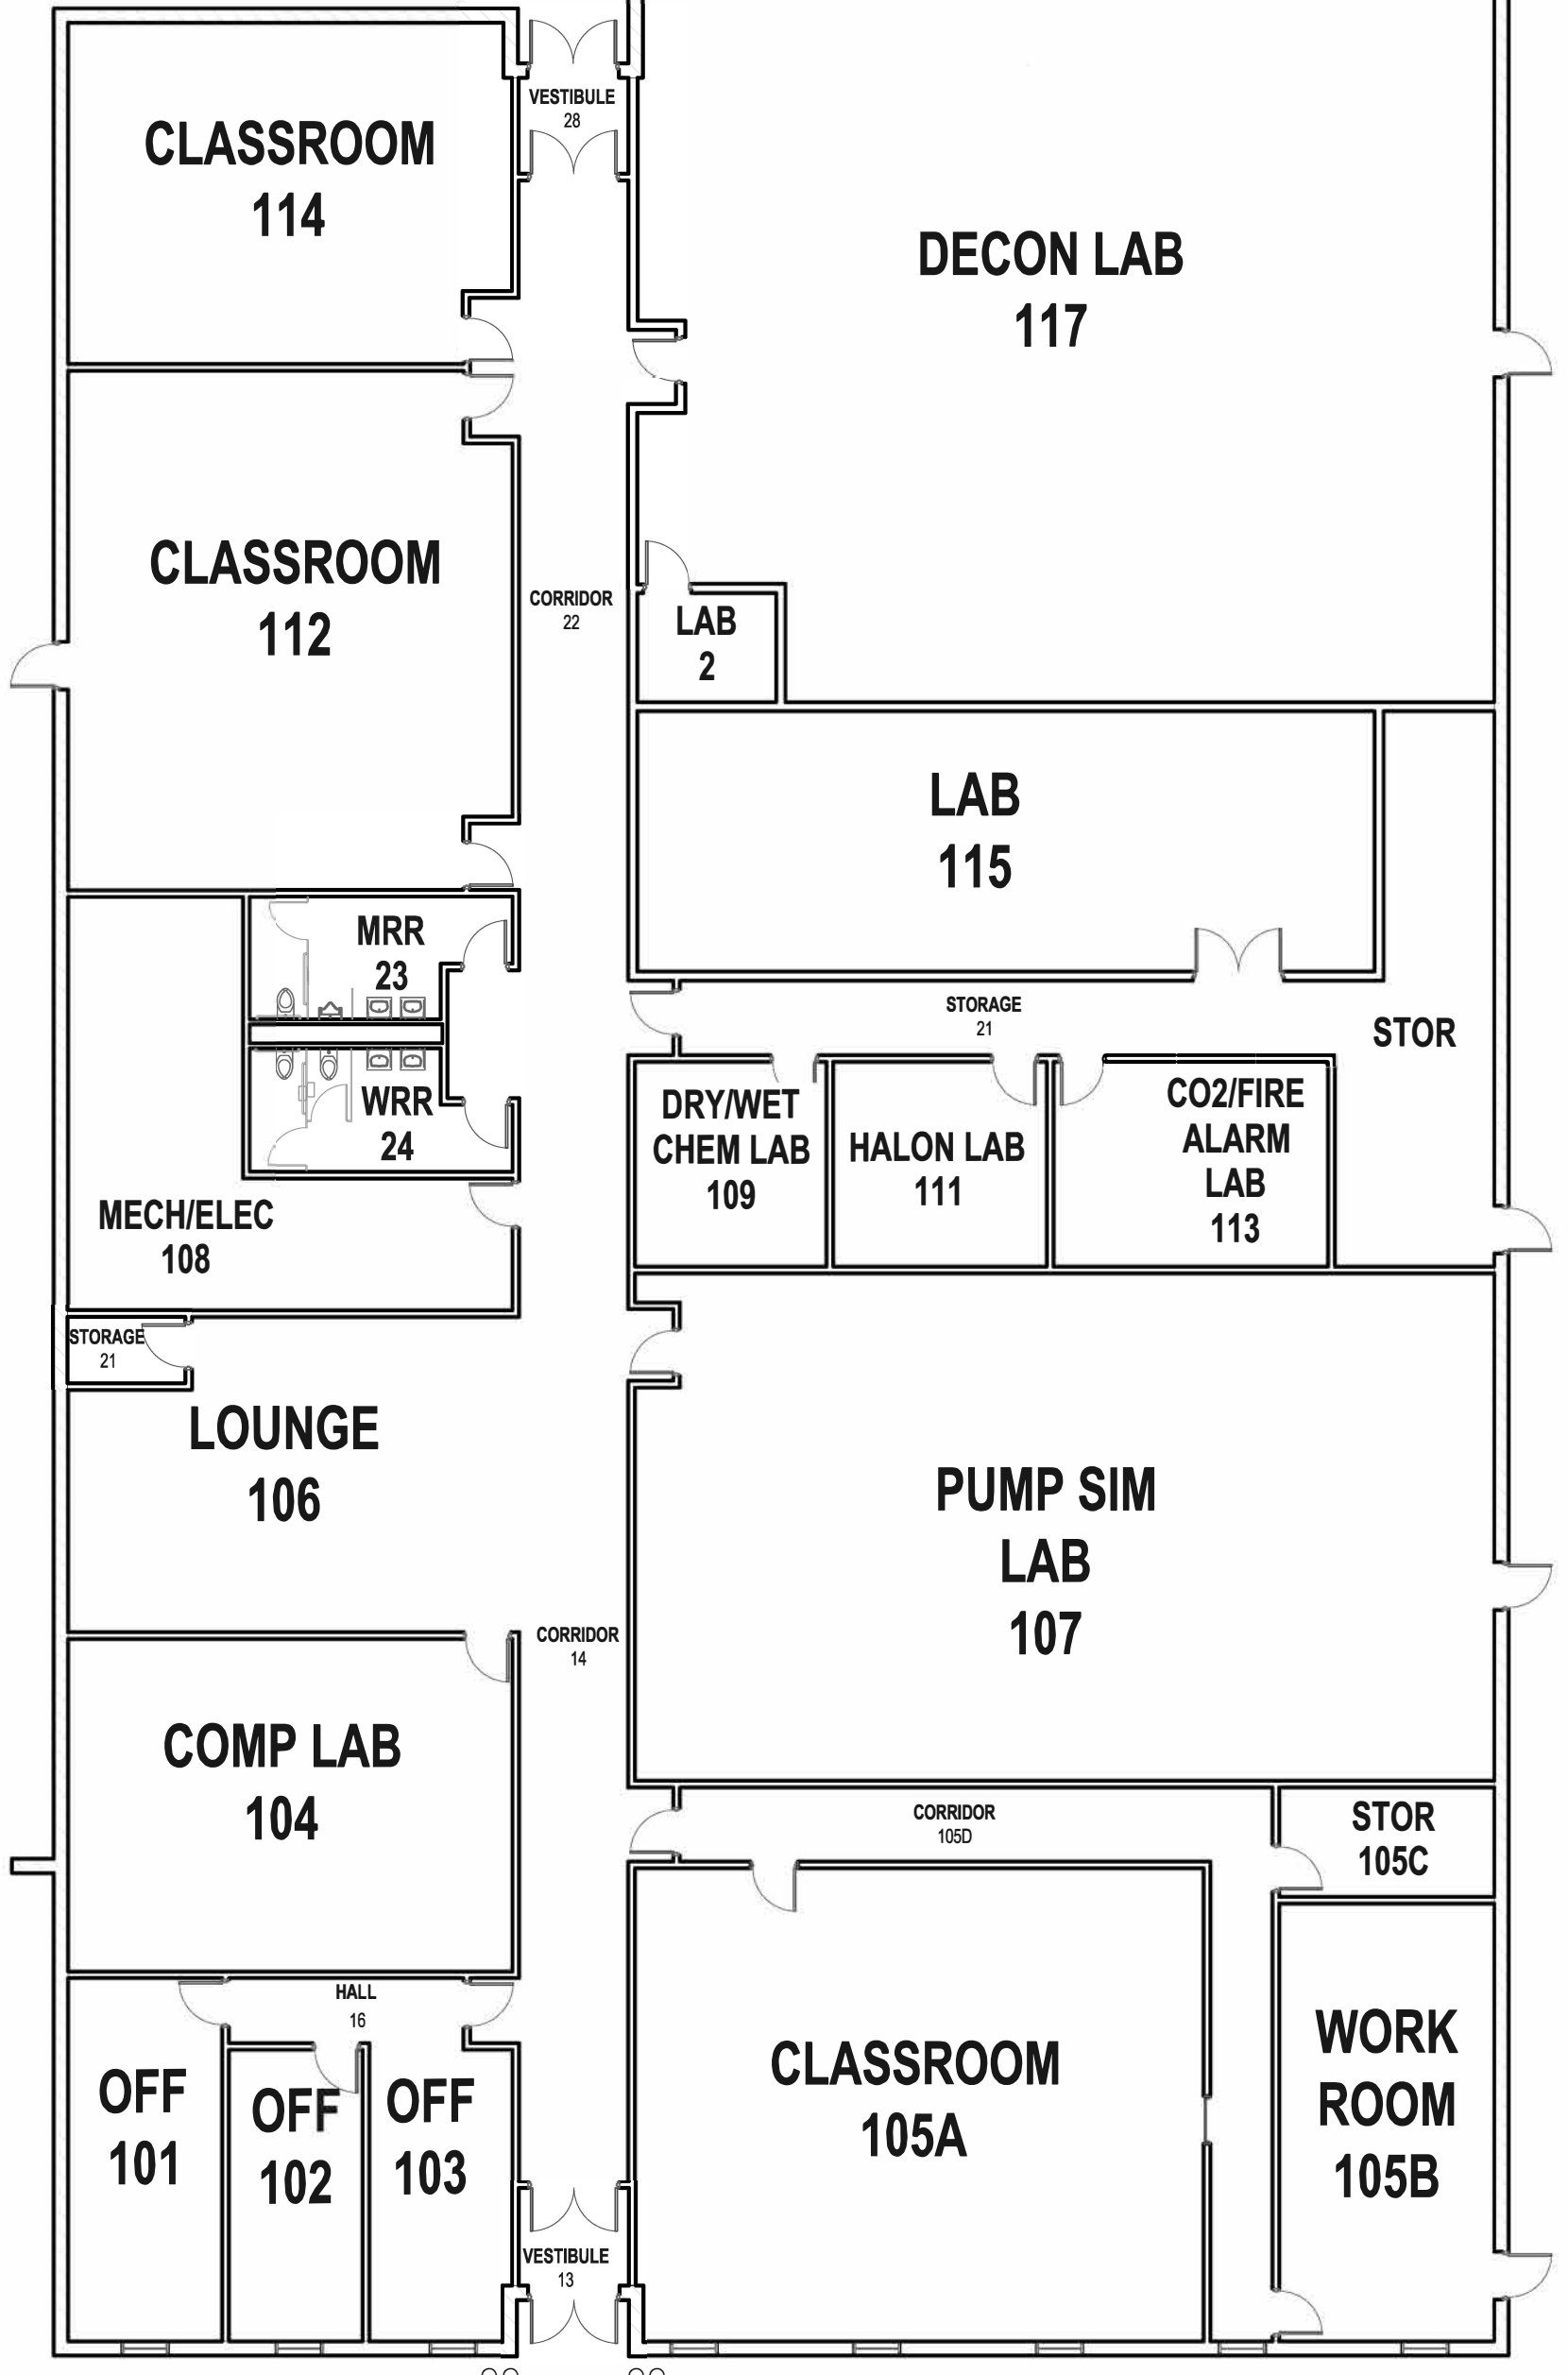 CLASSROOM
114
VESTIBULE
28
DECON LAB
117
CLASSROOM
112
CORRIDOR
22
LAB
2
LAB
115
MRR
23
STORAGE
21
STOR
WRR
24
DRY/WET
CHEM LAB
109
HALON LAB
111
CO2/FIRE
ALARM
LAB
113
MECH/ELEC
108
STORAGE
21
LOUNGE
106
PUMP SIM
LAB
107
CORRIDOR
14
COMP LAB
104
CORRIDOR
105D
STOR
105C
HALL
16
OFF
101
OFF
102
OFF
103
CLASSROOM
105A
WORK
ROOM
105B
VESTIBULE
13